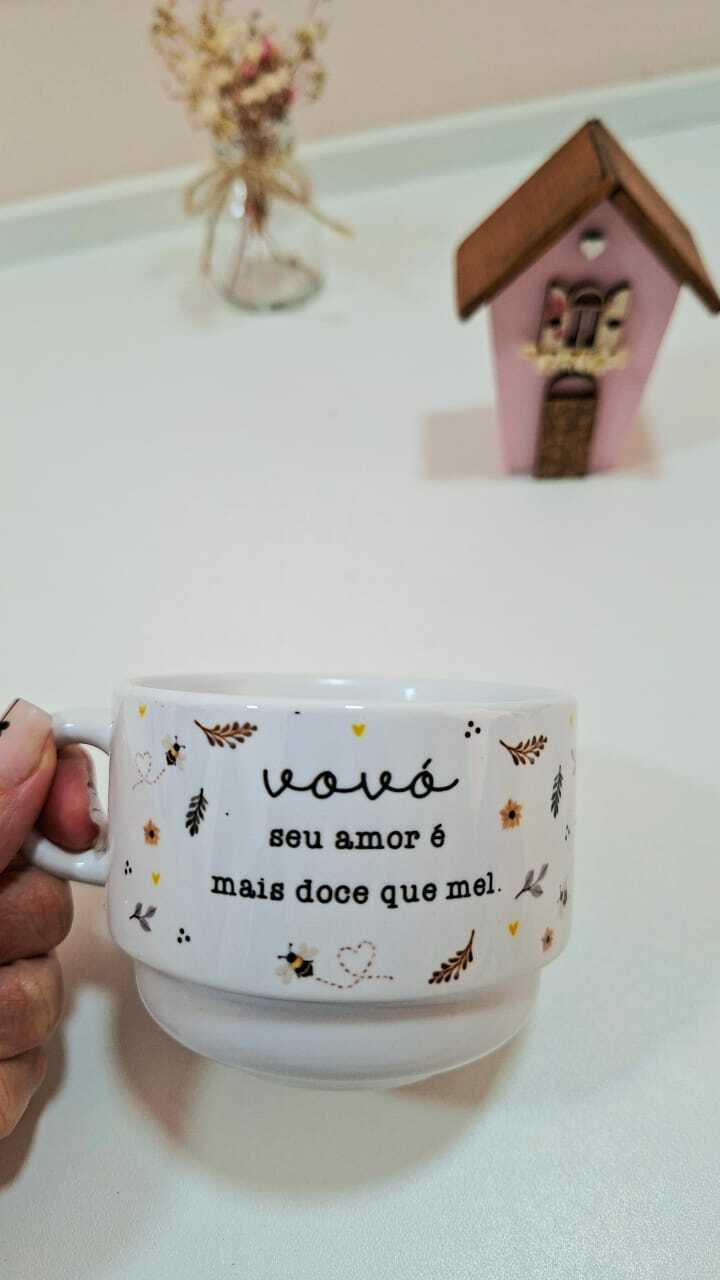 vovó
seu amor é
mais doce que mel.